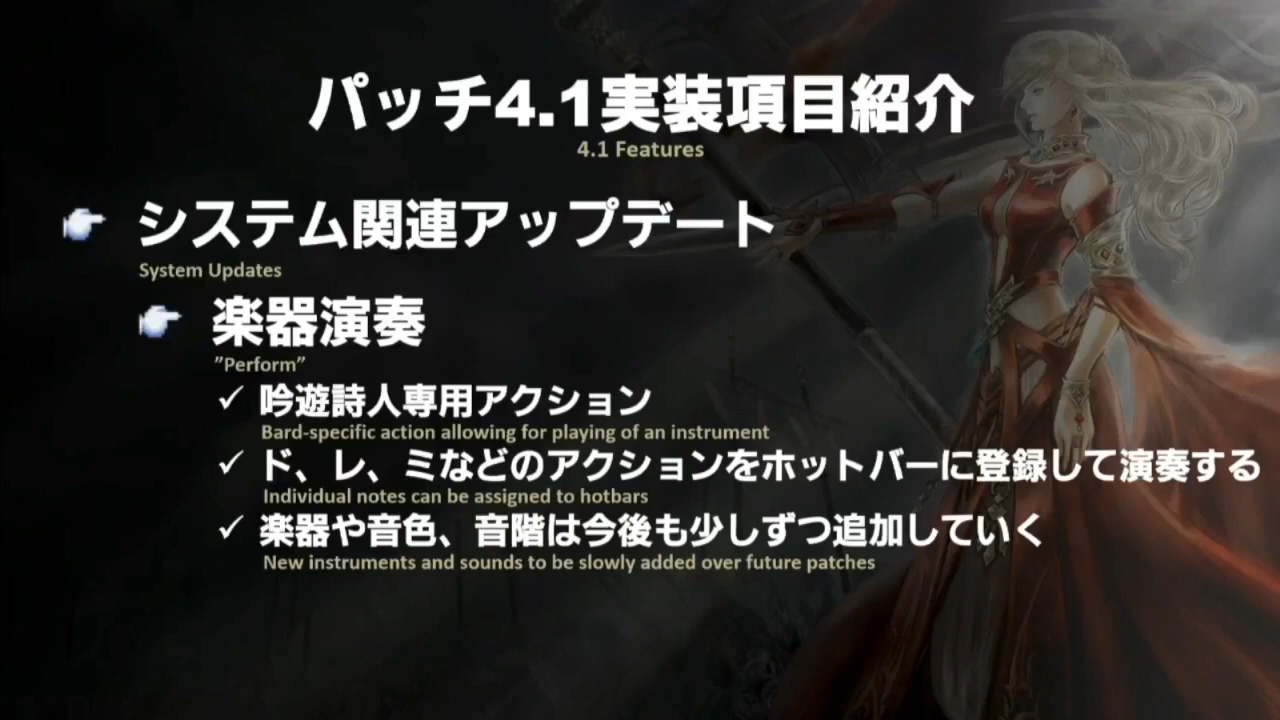 パッチ4.1実装項目紹介
4.1 Features
システム関連アップデート
System Updates
楽器演奏
”Perform”
✓ 吟遊詩人専用アクション
Bard-specific action allowing for playing of an instrument
✓ ド、レ、ミなどのアクションをホットバーに登録して演奏する
Individual notes can be assigned to hotbars
✓ 楽器や音色、音階は今後も少しずつ追加していく
New instruments and sounds to be slowly added over future patches